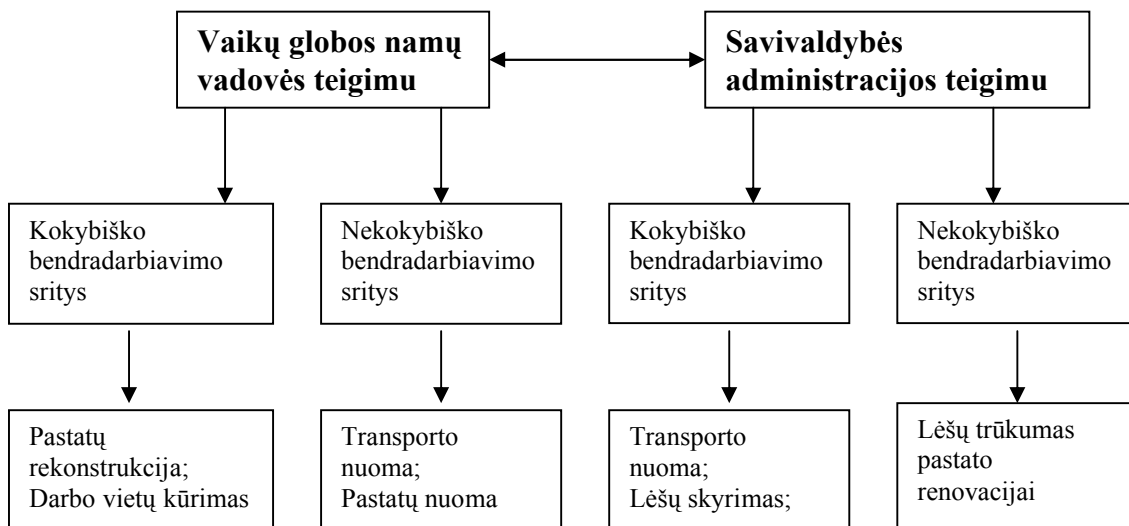 Vaikų globos namų
vadovės teigimu
Savivaldybės
administracijos teigimu
Kokybiško
bendradarbiavimo
sritys
Nekokybiško
bendradarbiavimo
sritys
Kokybiško
bendradarbiavimo
sritys
Nekokybiško
bendradarbiavimo
sritys
Pastatų
rekonstrukcija;
Darbo vietų kūrimas
Transporto
nuoma;
Pastatų nuoma
Transporto
nuoma;
Lėšų skyrimas;
Lėšų trūkumas
pastato
renovacijai